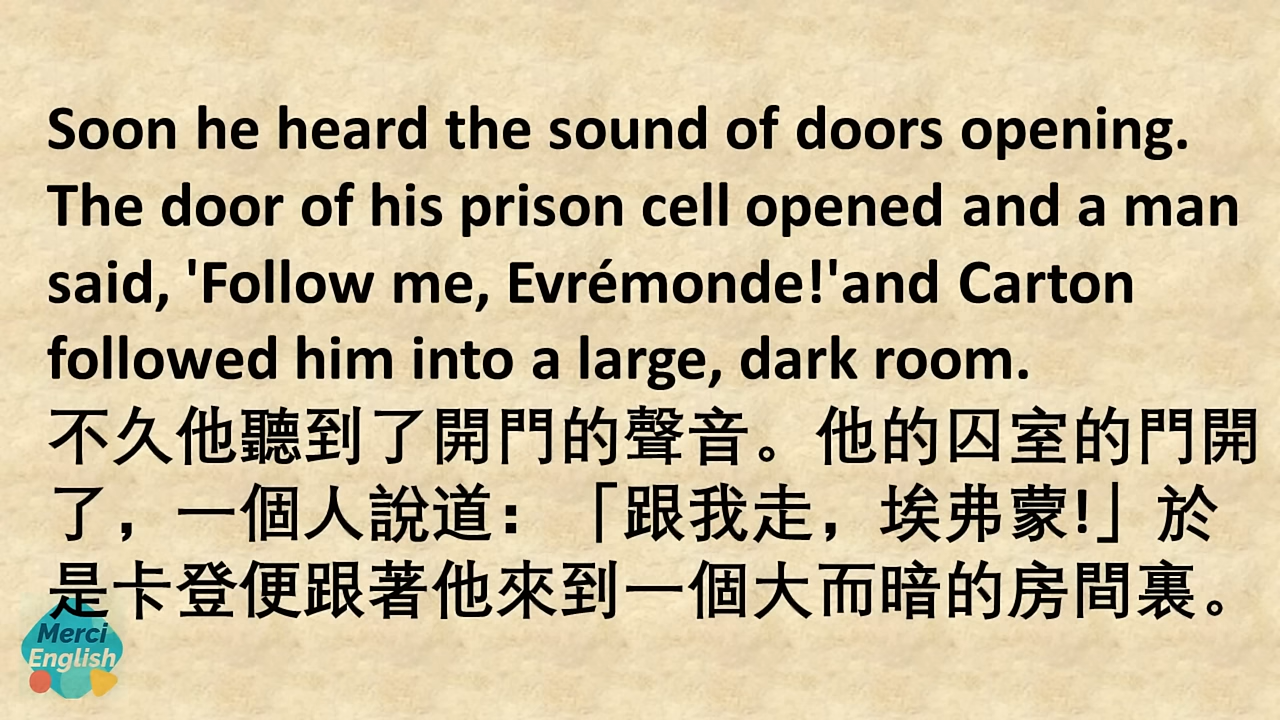 Soon he heard the sound of doors opening.
The door of his prison cell opened and a man
said, 'Follow me, Evrémonde!'and Carton
followed him into a large, dark room.
不久他聽到了開門的聲音。他的囚室的門開
了，一個人說道：「跟我走，埃弗蒙!」於
是卡登便跟著他來到一個大而暗的房間裏。
Merci
English